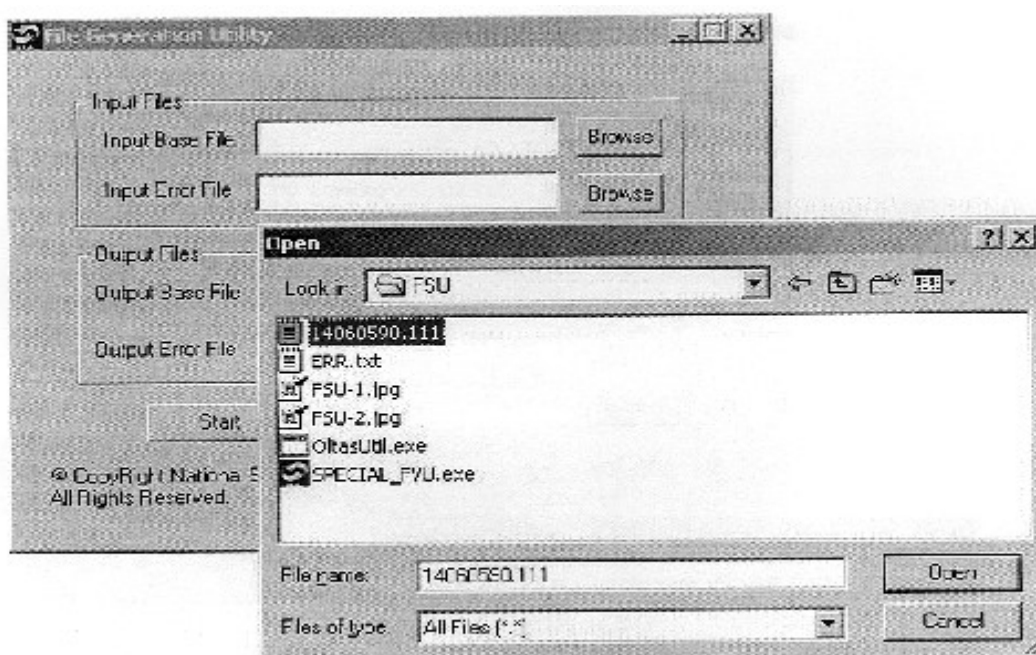 File Generation Utility
Input Files
Input Base File
Browse
Input Error File
Browse
Output Files
Output Base File
Output Error File
Start
© CopyRight National S
All Rights Reserved.
Open
Look in:
FSU
14060590.111
ERR.txt
FSU-1.jpg
FSU-2.jpg
OltasUtil.exe
SPECIAL_FVU.exe
File name:
14060590.111
Open
Files of type
All Files (*.*)
Cancel